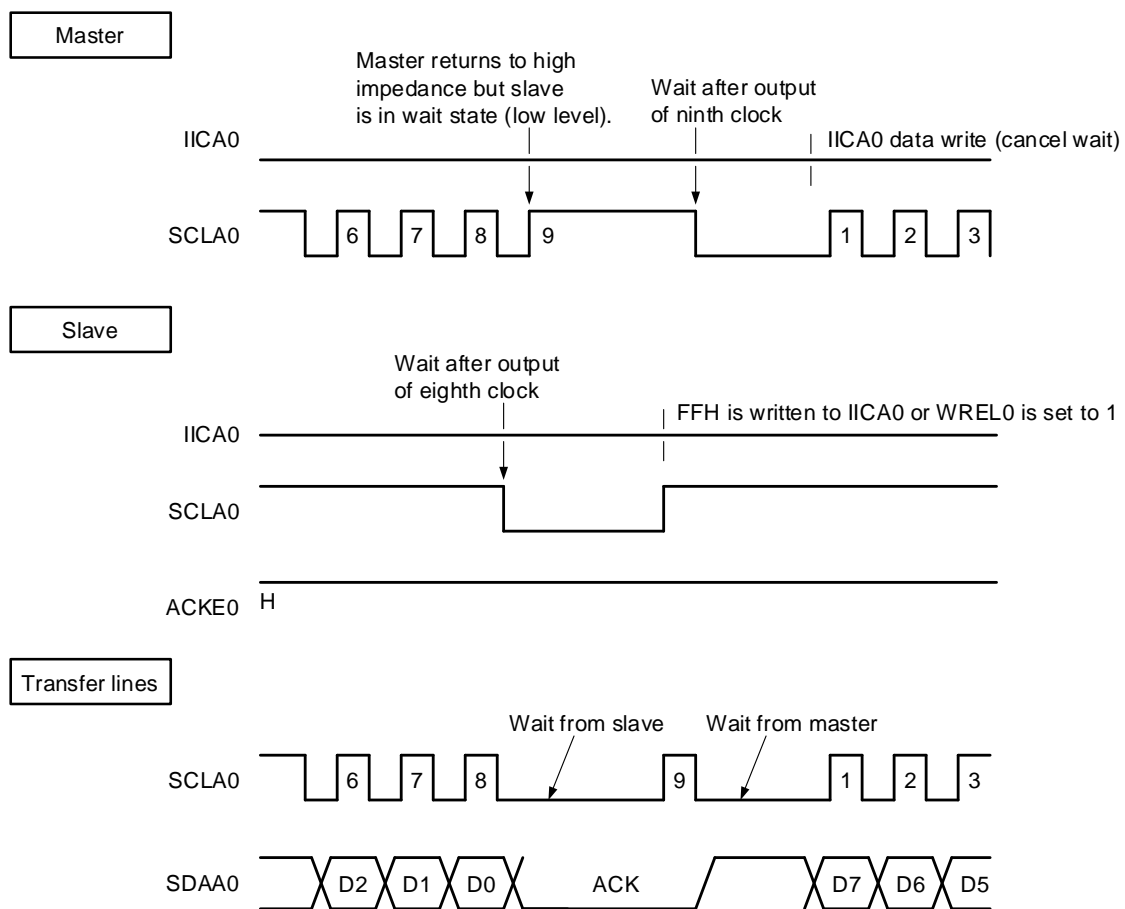 Master
Master returns to high
impedance but slave
is in wait state (low level).
Wait after output
of ninth clock
IICA0
IICA0 data write (cancel wait)
SCLA0
6 7 8 9 1 2 3
Slave
Wait after output
of eighth clock
FFH is written to IICA0 or WREL0 is set to 1
IICA0
SCLA0
ACKE0 H
Transfer lines
Wait from slave Wait from master
SCLA0 6 7 8 9 1 2 3
SDAA0 D2 D1 D0 ACK D7 D6 D5